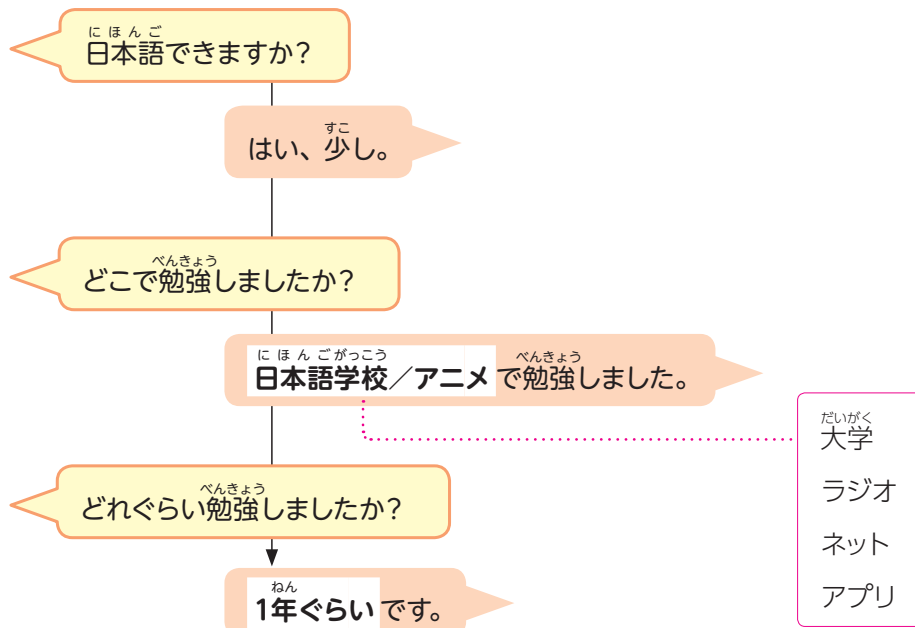 にほんご
日本語できますか?
すこ
はい、少し。
べんきょう
どこで勉強しましたか?
にほんごがっこう べんきょう
日本語学校/アニメ で勉強しました。
だいがく
大学
ラジオ
ネット
アプリ
べんきょう
どれぐらい勉強しましたか?
ねん
1年ぐらい です。